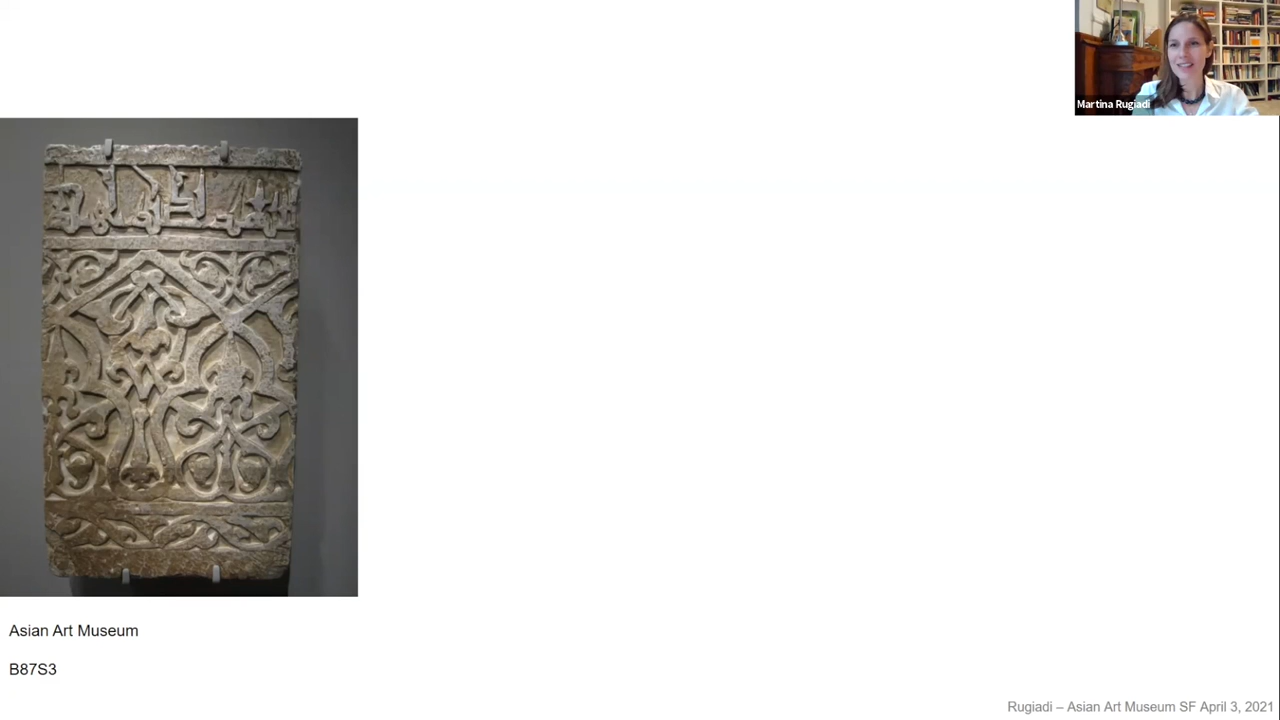 Martina Rugiadi
Asian Art Museum
B87S3
Rugiadi – Asian Art Museum SF April 3, 2021